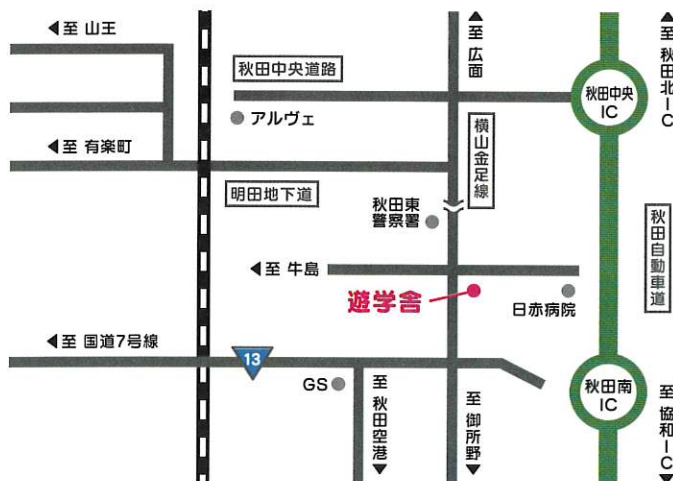 ◀至 山王
秋田中央道路
▲至 広面
▲至 秋田北IC
秋田中央
IC
アルヴェ
横山金足線
◀至 有楽町
明田地下道
秋田東
警察署
秋田自動車道
◀至 牛島
遊学舎
日赤病院
◀至 国道7号線
13
GS
至 秋田空港▼
至 御所野▼
秋田南
IC
至 協和IC▼